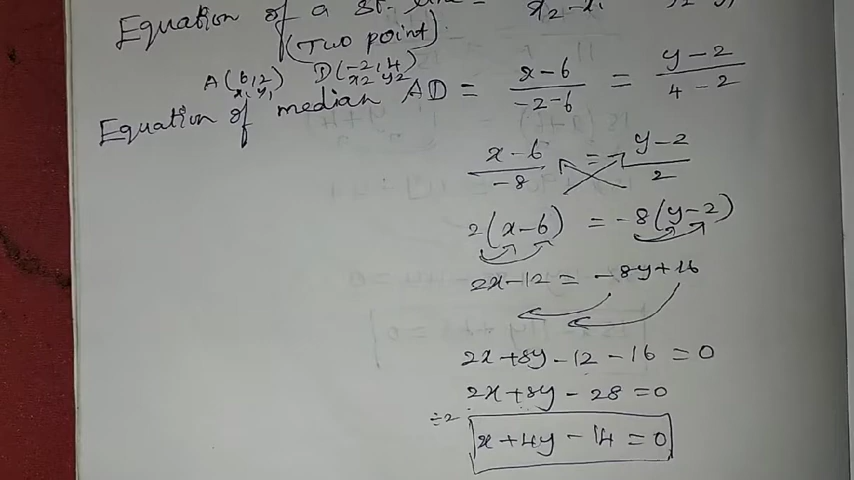 Equation of a st. line =
(Two point)
A(6,2) D(-2,4)
x1 y1 x2 y2
Equation of median AD = x-6/-2-6 = y-2/4-2
x-6/-8 = y-2/2
2(x-6) = -8(y-2)
2x-12 = -8y+16
2x+8y-12-16=0
2x+8y-28=0
÷2 x+4y-14=0